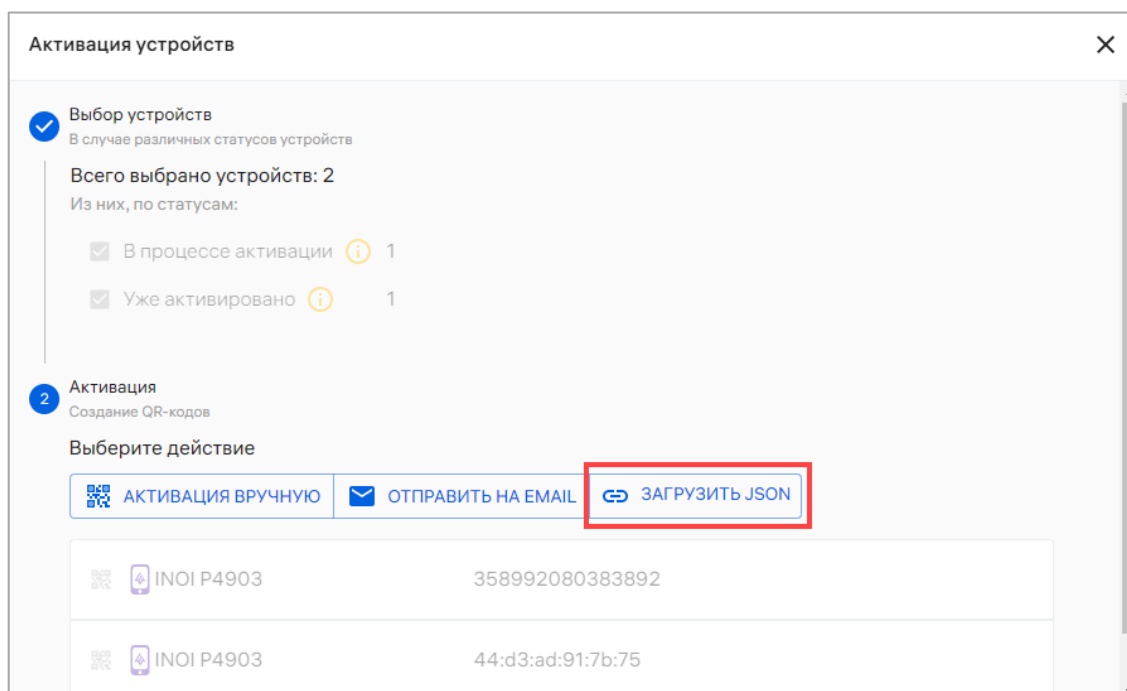 Активация устройств
Выбор устройств
В случае различных статусов устройств
Всего выбрано устройств: 2
Из них, по статусам:
В процессе активации 1
Уже активировано 1
2
Активация
Создание QR-кодов
Выберите действие
АКТИВАЦИЯ ВРУЧНУЮ ОТПРАВИТЬ НА EMAIL ЗАГРУЗИТЬ JSON
INOI P4903 358992080383892
INOI P4903 44:d3:ad:91:7b:75